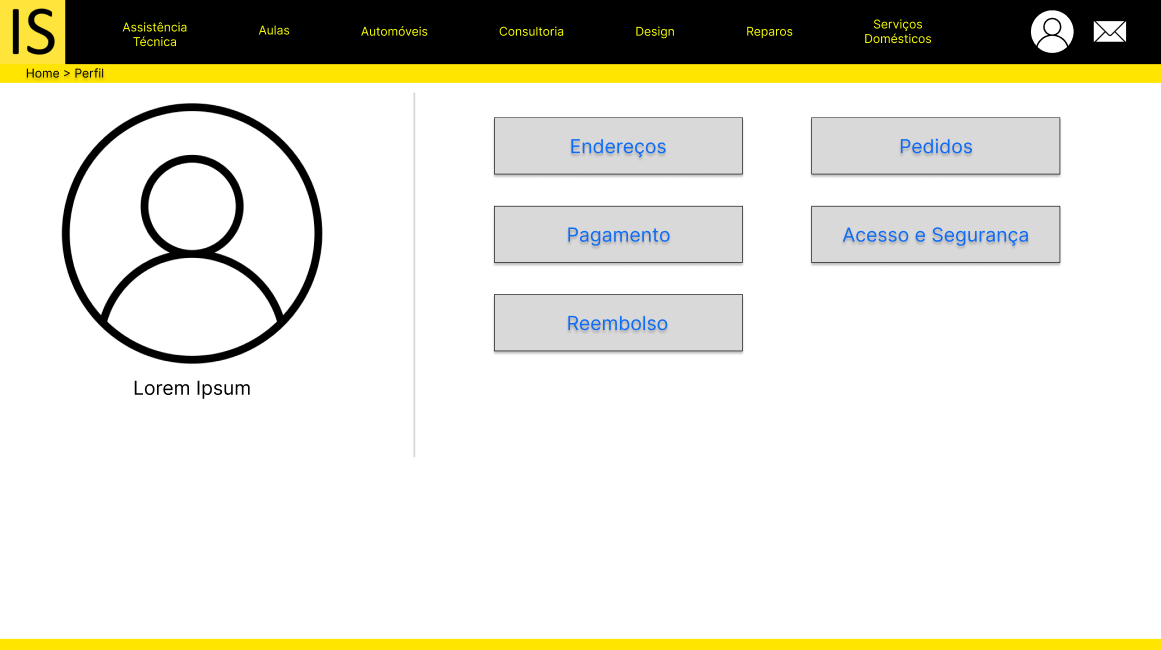 IS
Assistência
Técnica
Aulas
Automóveis
Consultoria
Design
Reparos
Serviços
Domésticos
Home > Perfil
Endereços
Pedidos
Pagamento
Acesso e Segurança
Reembolso
Lorem Ipsum